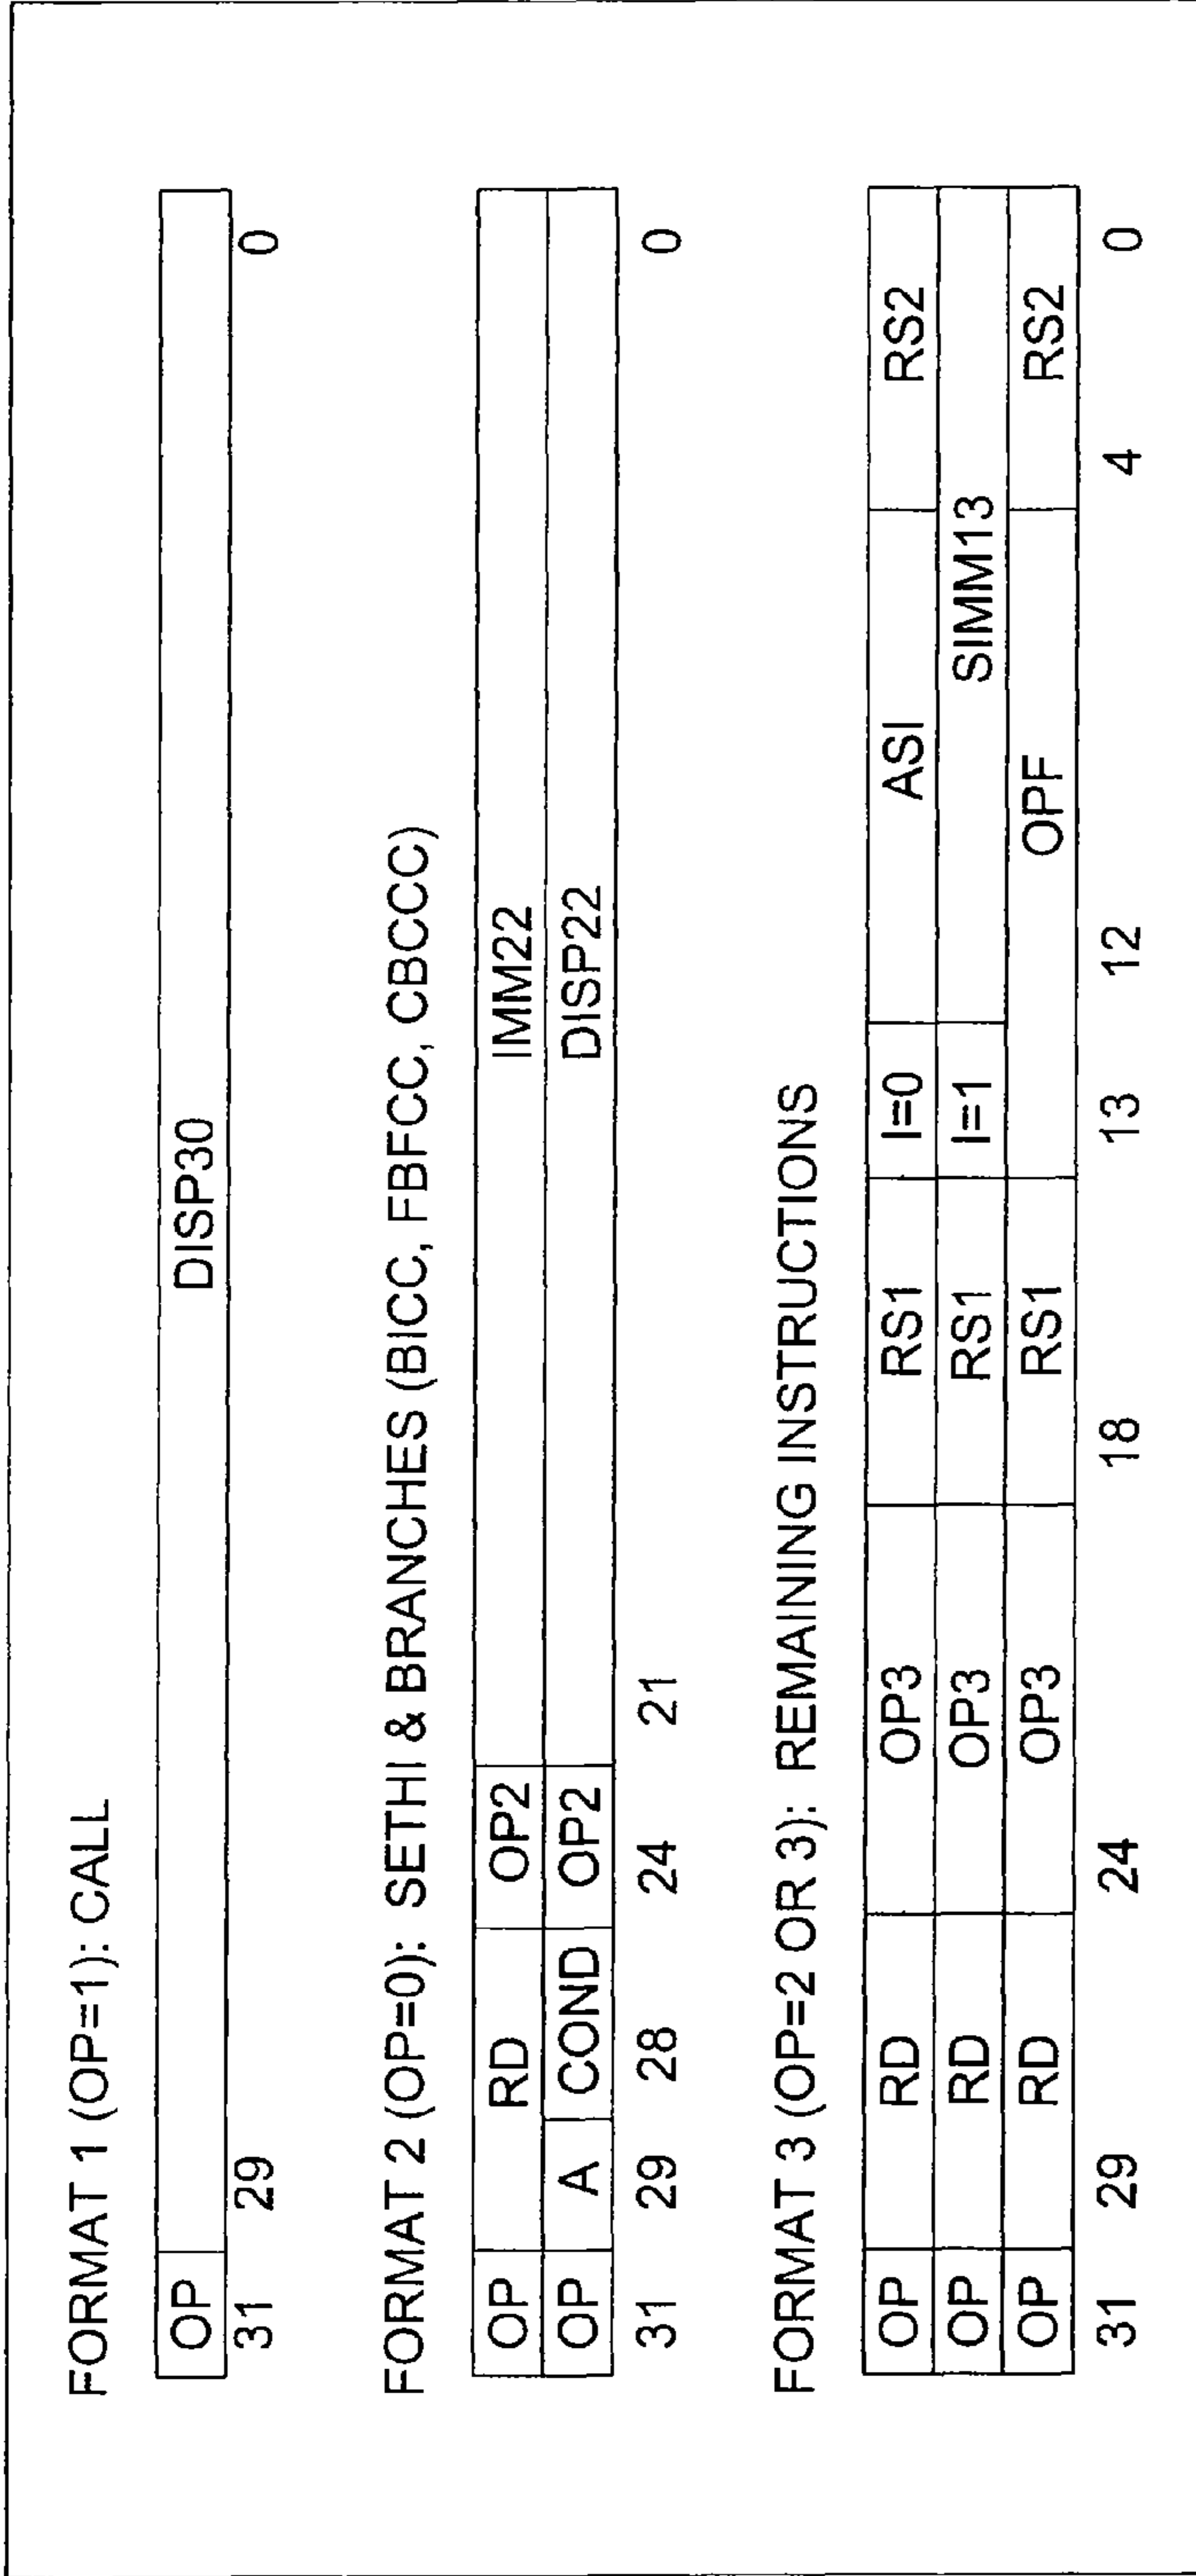 FORMAT 1 (OP=1): CALL
OP DISP30
31 29 0
FORMAT 2 (OP=0): SETHI & BRANCHES (BICC, FBFCC, CBCCC)
OP RD OP2 IMM22
OP A COND OP2 DISP22
31 29 28 24 21 0
FORMAT 3 (OP=2 OR 3): REMAINING INSTRUCTIONS
OP RD OP3 RS1 I=0 ASI RS2
OP RD OP3 RS1 I=1 SIMM13
OP RD OP3 RS1 OPF RS2
31 29 24 18 13 12 4 0